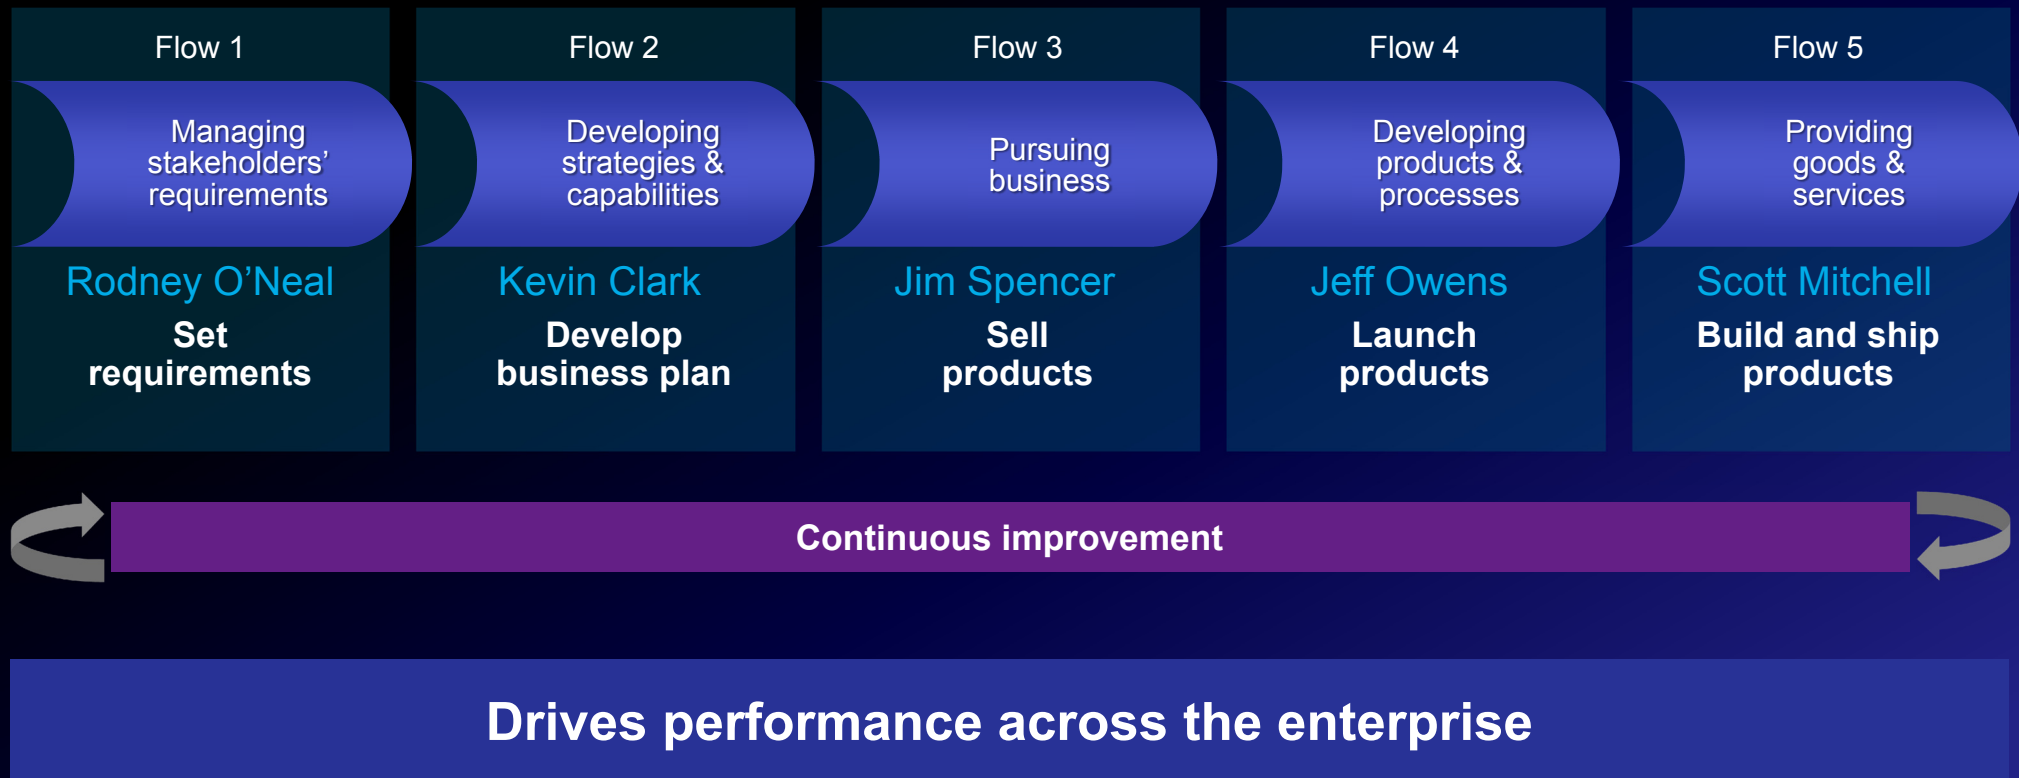 Flow 1
Managing
stakeholders’
requirements
Rodney O’Neal
Set
requirements
Flow 2
Developing
strategies &
capabilities
Kevin Clark
Develop
business plan
Flow 3
Pursuing
business
Jim Spencer
Sell
products
Flow 4
Developing
products &
processes
Jeff Owens
Launch
products
Flow 5
Providing
goods &
services
Scott Mitchell
Build and ship
products
Continuous improvement
Drives performance across the enterprise